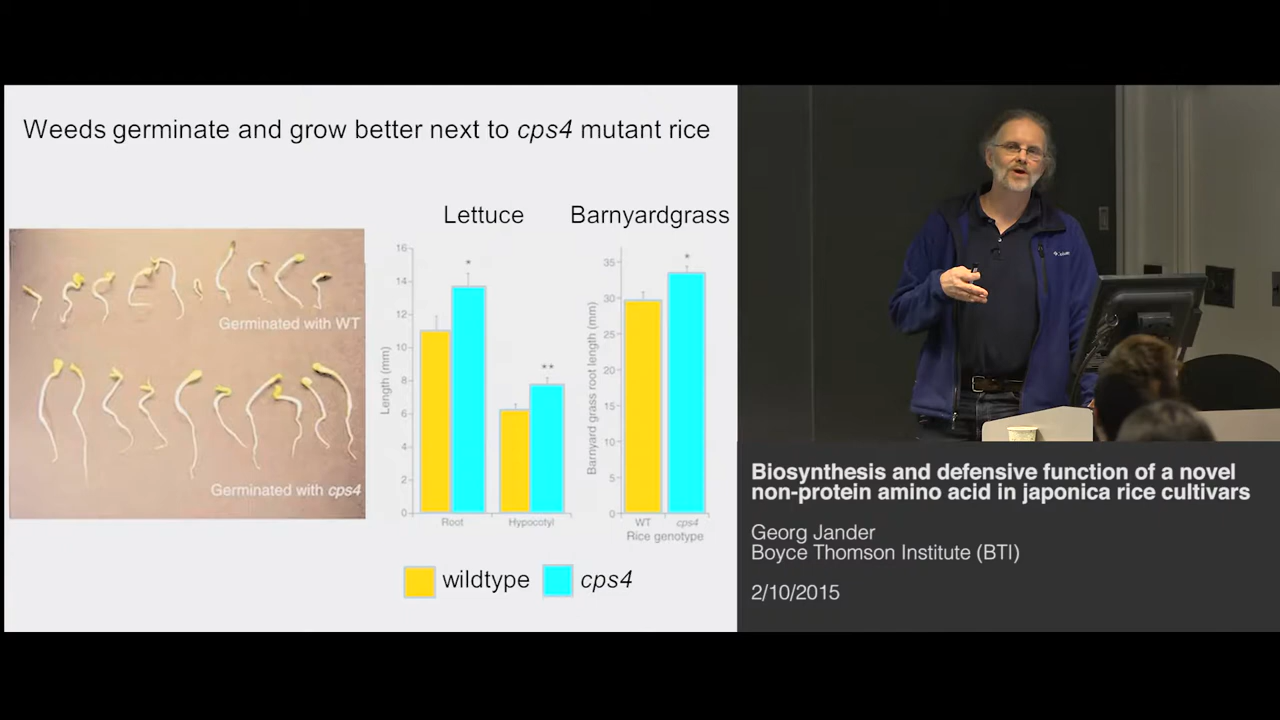 Weeds germinate and grow better next to cps4 mutant rice
Lettuce
Barnyardgrass
Germinated with WT
Germinated with cps4
Length (mm)
16
14
12
10
8
6
4
2
0
*
**
Root
Hypocotyl
Barnyard grass root length (mm)
35
30
25
20
15
10
5
0
*
WT
cps4
Rice genotype
wildtype
cps4
Columbia
Biosynthesis and defensive function of a novel
non-protein amino acid in japonica rice cultivars
Georg Jander
Boyce Thomson Institute (BTI)
2/10/2015